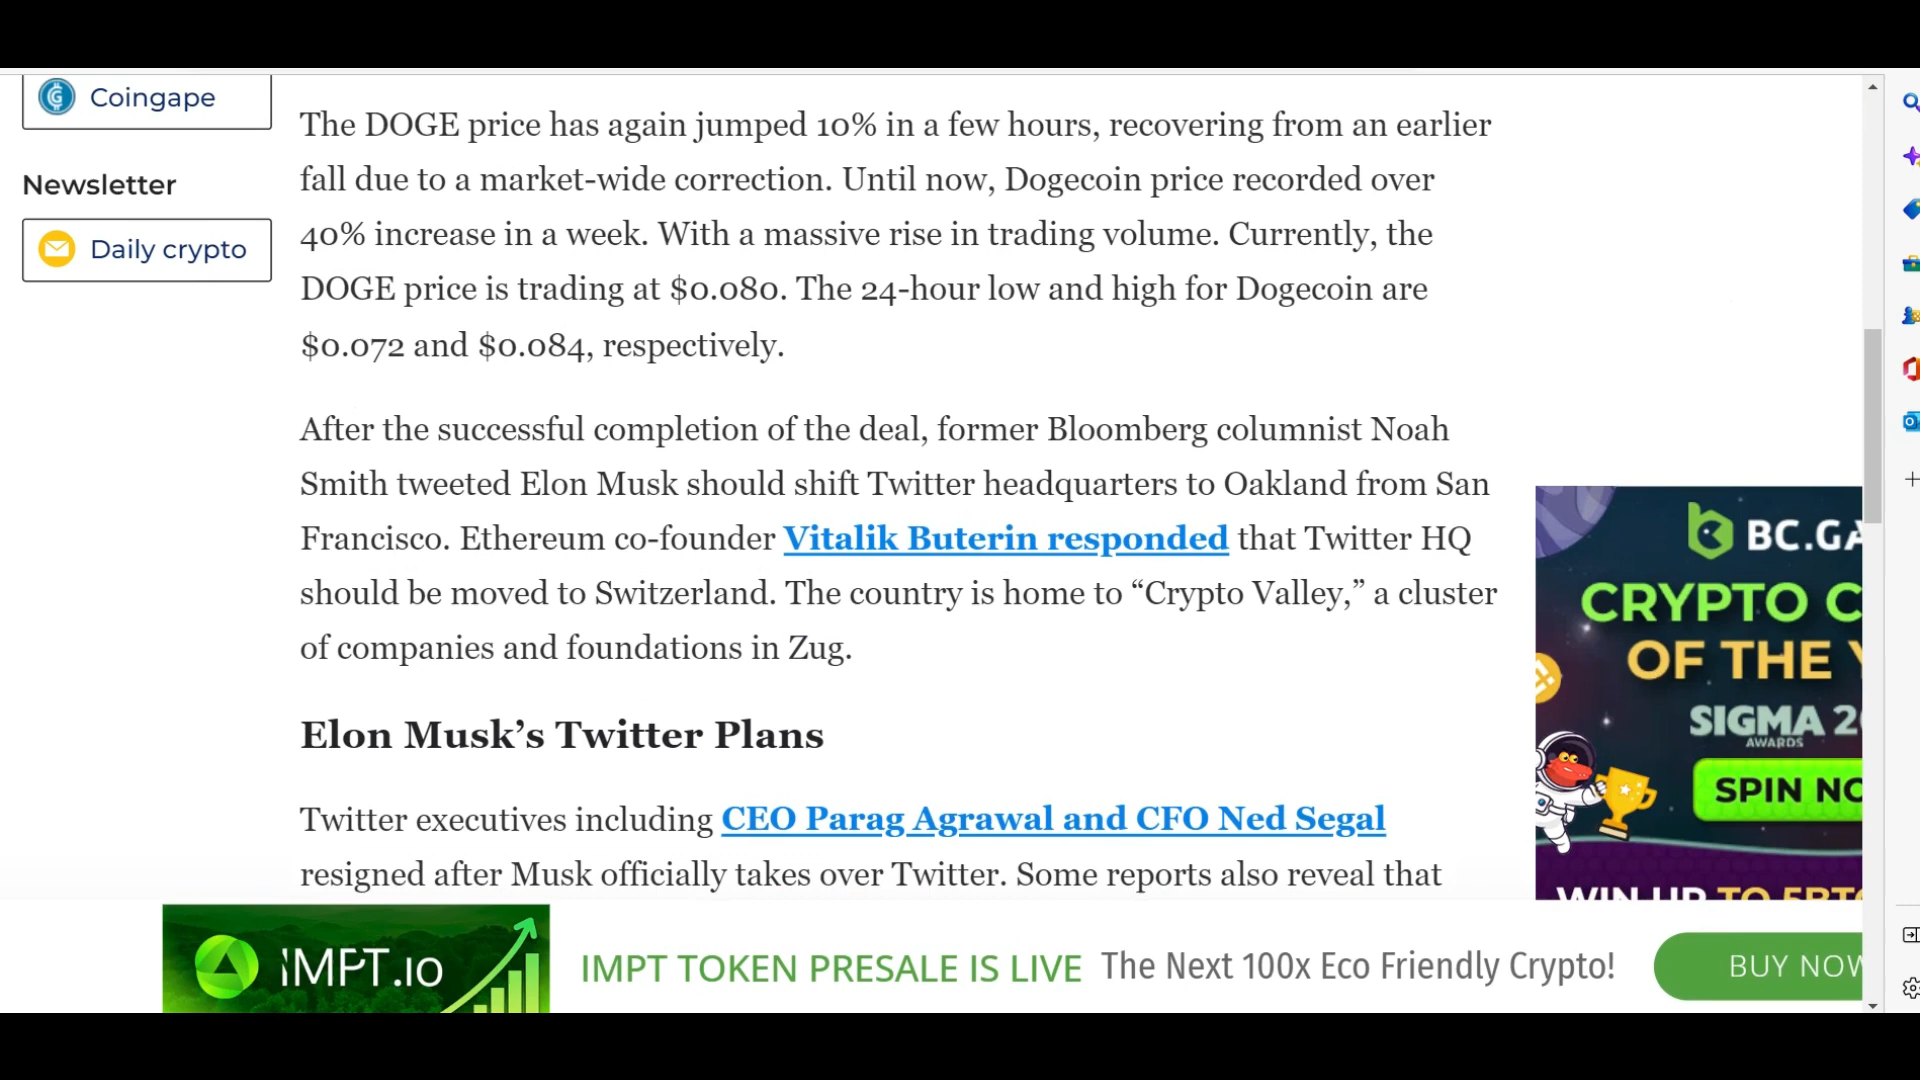 Coingape
Newsletter
Daily crypto
The DOGE price has again jumped 10% in a few hours, recovering from an earlier
fall due to a market-wide correction. Until now, Dogecoin price recorded over
40% increase in a week. With a massive rise in trading volume. Currently, the
DOGE price is trading at $0.080. The 24-hour low and high for Dogecoin are
$0.072 and $0.084, respectively.
After the successful completion of the deal, former Bloomberg columnist Noah
Smith tweeted Elon Musk should shift Twitter headquarters to Oakland from San
Francisco. Ethereum co-founder Vitalik Buterin responded that Twitter HQ
should be moved to Switzerland. The country is home to “Crypto Valley,” a cluster
of companies and foundations in Zug.
Elon Musk’s Twitter Plans
Twitter executives including CEO Parag Agrawal and CFO Ned Segal
resigned after Musk officially takes over Twitter. Some reports also reveal that
BC.GA
CRYPTO C
OF THE Y
SIGMA 2
AWARDS
SPIN NO
WIN UP TO 5BT
IMPT.IO
IMPT TOKEN PRESALE IS LIVE The Next 100x Eco Friendly Crypto!
BUY NOW